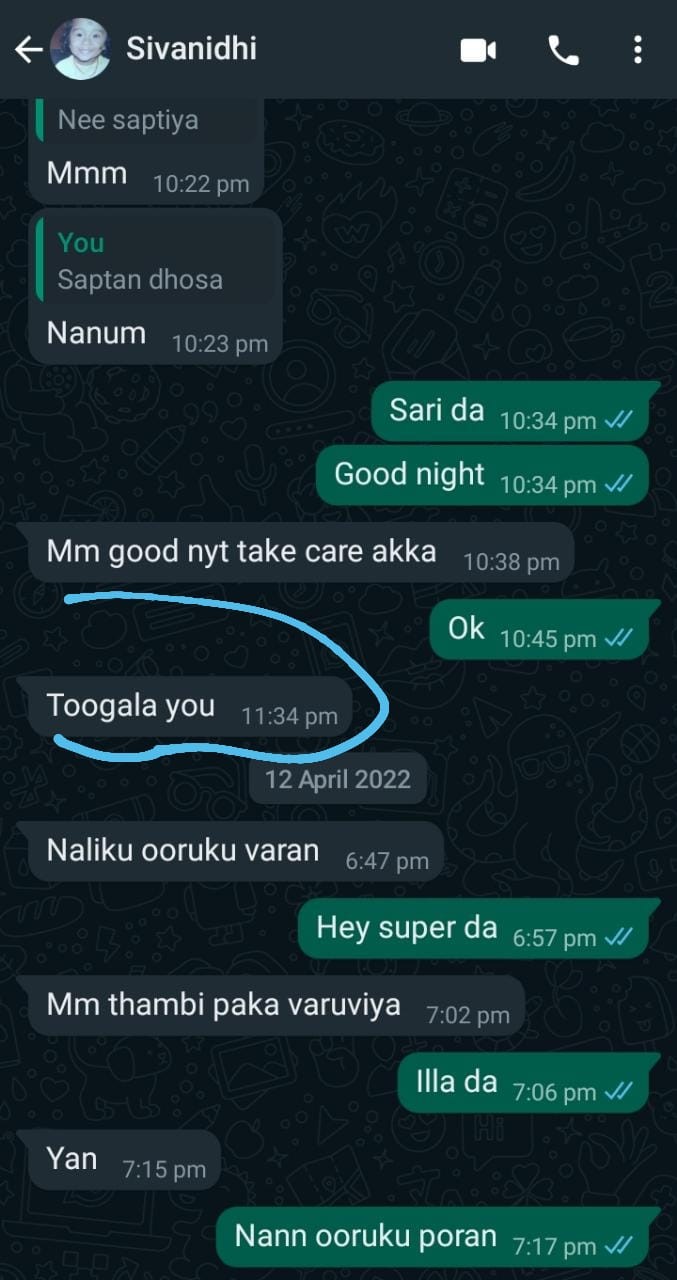 Sivanidhi
Nee saptiya
Mmm 10:22 pm
You
Saptan dhosa
Nanum 10:23 pm
Sari da 10:34 pm
Good night 10:34 pm
Mm good nyt take care akka 10:38 pm
Ok 10:45 pm
Toogala you 11:34 pm
12 April 2022
Naliku ooruku varan 6:47 pm
Hey super da 6:57 pm
Mm thambi paka varuviya 7:02 pm
Illa da 7:06 pm
Yan 7:15 pm
Nann ooruku poran 7:17 pm